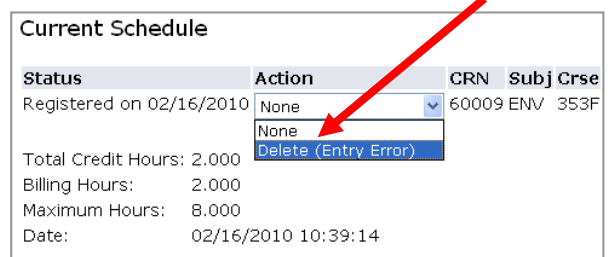 Current Schedule
Status Action CRN Subj Crse
Registered on 02/16/2010 None 60009 ENV 353F
None
Delete (Entry Error)
Total Credit Hours: 2.000
Billing Hours: 2.000
Maximum Hours: 8.000
Date: 02/16/2010 10:39:14